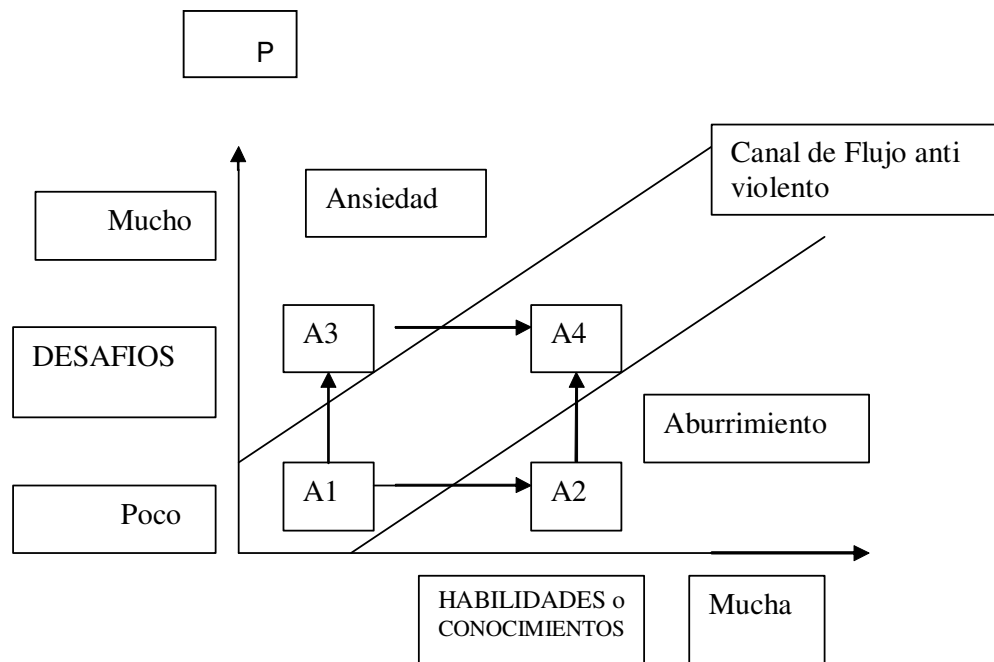 P
Canal de Flujo anti
violento
Ansiedad
Mucho
A3
A4
DESAFIOS
Aburrimiento
A1
A2
Poco
HABILIDADES o
CONOCIMIENTOS
Mucha